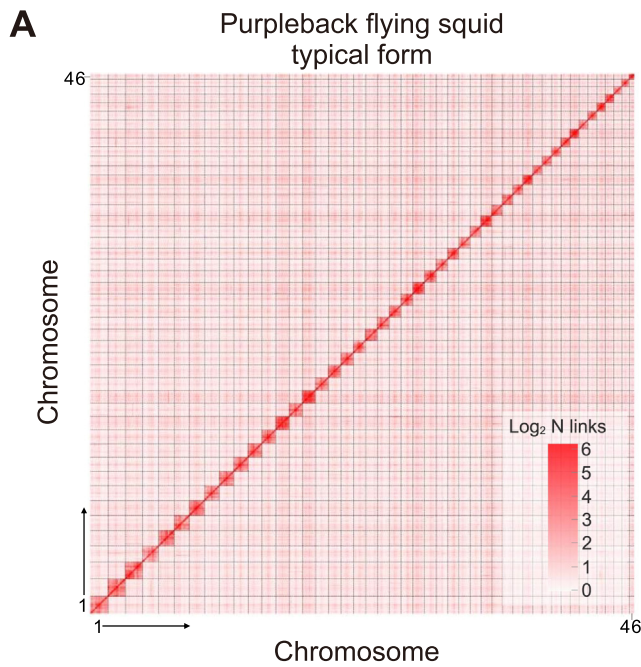 A
Purpleback flying squid
typical form
46
Chromosome
Log₂ N links
6
5
4
3
2
1
0
1
1
46
Chromosome